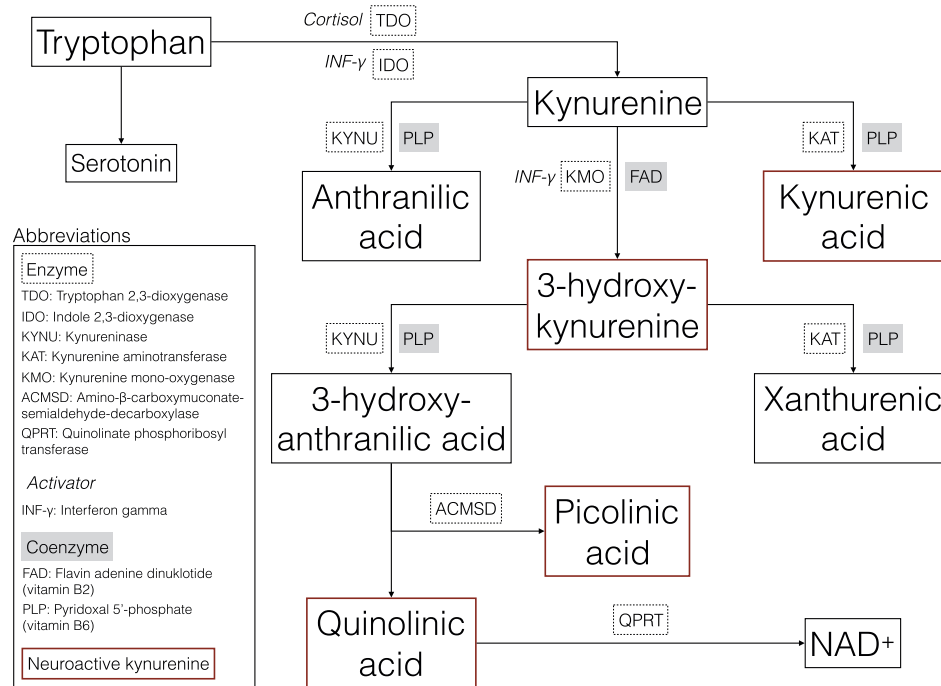 Tryptophan
Cortisol TDO
INF-γ IDO
Kynurenine
Serotonin
KYNU PLP
INF-γ KMO FAD
KAT PLP
Anthranilic
acid
Kynurenic
acid
3-hydroxy-
kynurenine
KYNU PLP
KAT PLP
3-hydroxy-
anthranilic acid
Xanthurenic
acid
ACMSD
Picolinic
acid
Quinolinic
acid
QPRT
NAD+
Abbreviations
Enzyme
TDO: Tryptophan 2,3-dioxygenase
IDO: Indole 2,3-dioxygenase
KYNU: Kynureninase
KAT: Kynurenine aminotransferase
KMO: Kynurenine mono-oxygenase
ACMSD: Amino-β-carboxymuconate-
semialdehyde-decarboxylase
QPRT: Quinolinate phosphoribosyl
transferase
Activator
INF-γ: Interferon gamma
Coenzyme
FAD: Flavin adenine dinuklotide
(vitamin B2)
PLP: Pyridoxal 5'-phosphate
(vitamin B6)
Neuroactive kynurenine